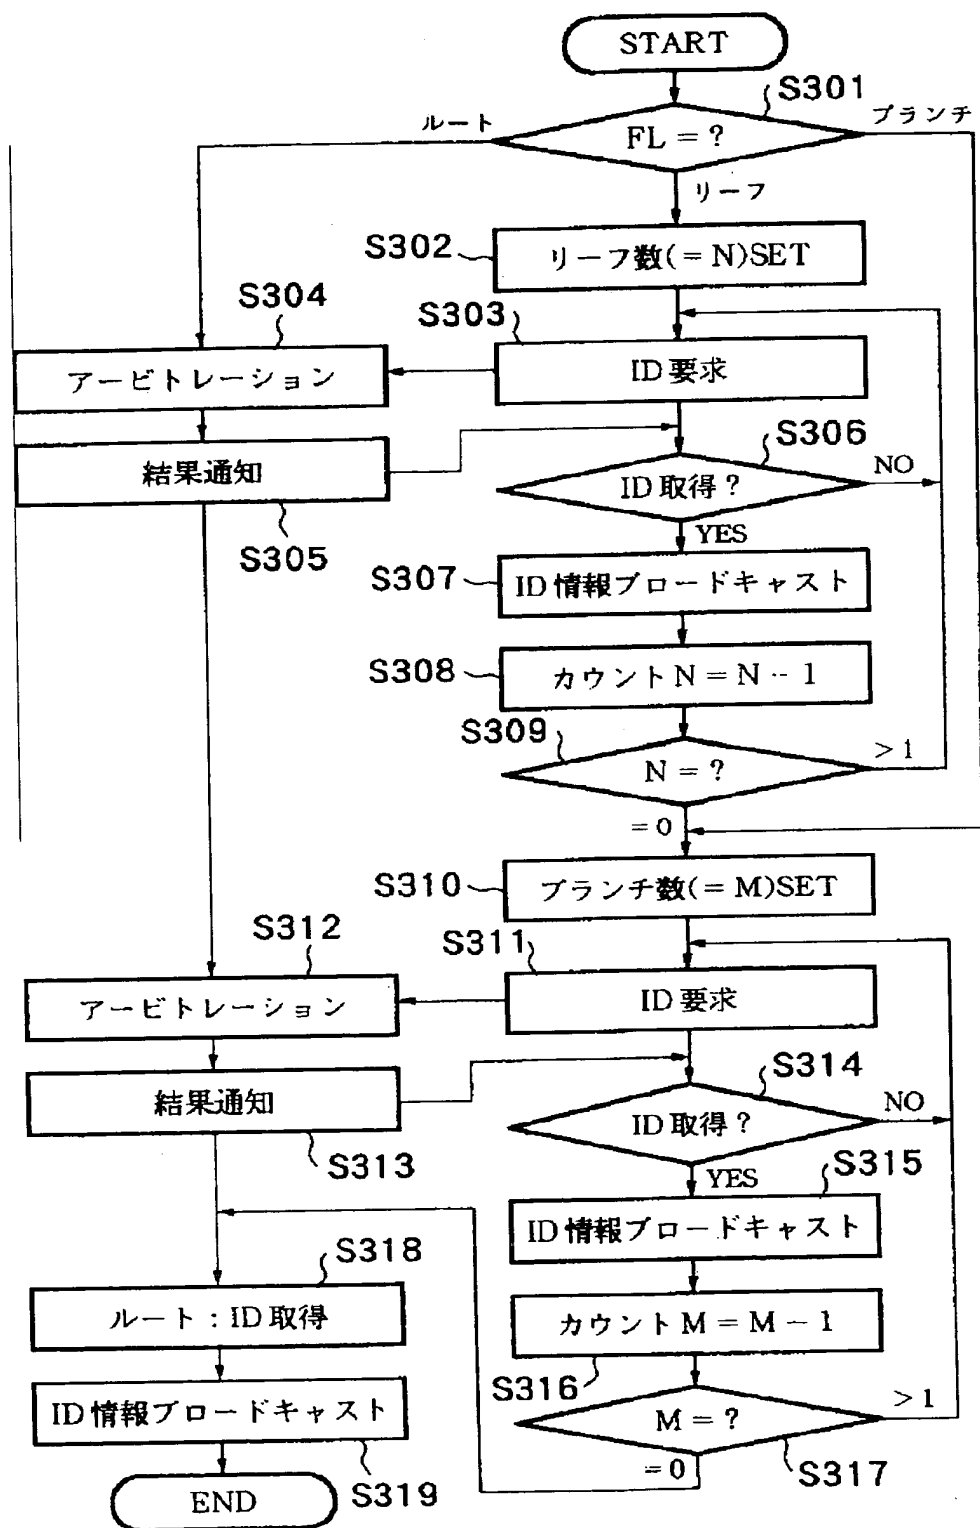 START
S301
ルート
ブランチ
FL = ?
リーフ
S302
リーフ数(= N)SET
S304
S303
アービトレーション
ID 要求
S306
結果通知
ID 取得 ?
NO
S305
YES
S307
ID 情報ブロードキャスト
S308
カウント N = N - 1
S309
N = ?
> 1
= 0
S310
ブランチ数(= M)SET
S312
S311
アービトレーション
ID 要求
S314
結果通知
ID 取得 ?
NO
S313
YES
S315
ID 情報ブロードキャスト
S318
ルート : ID 取得
カウント M = M - 1
S316
ID 情報ブロードキャスト
M = ?
> 1
S319
= 0
S317
END